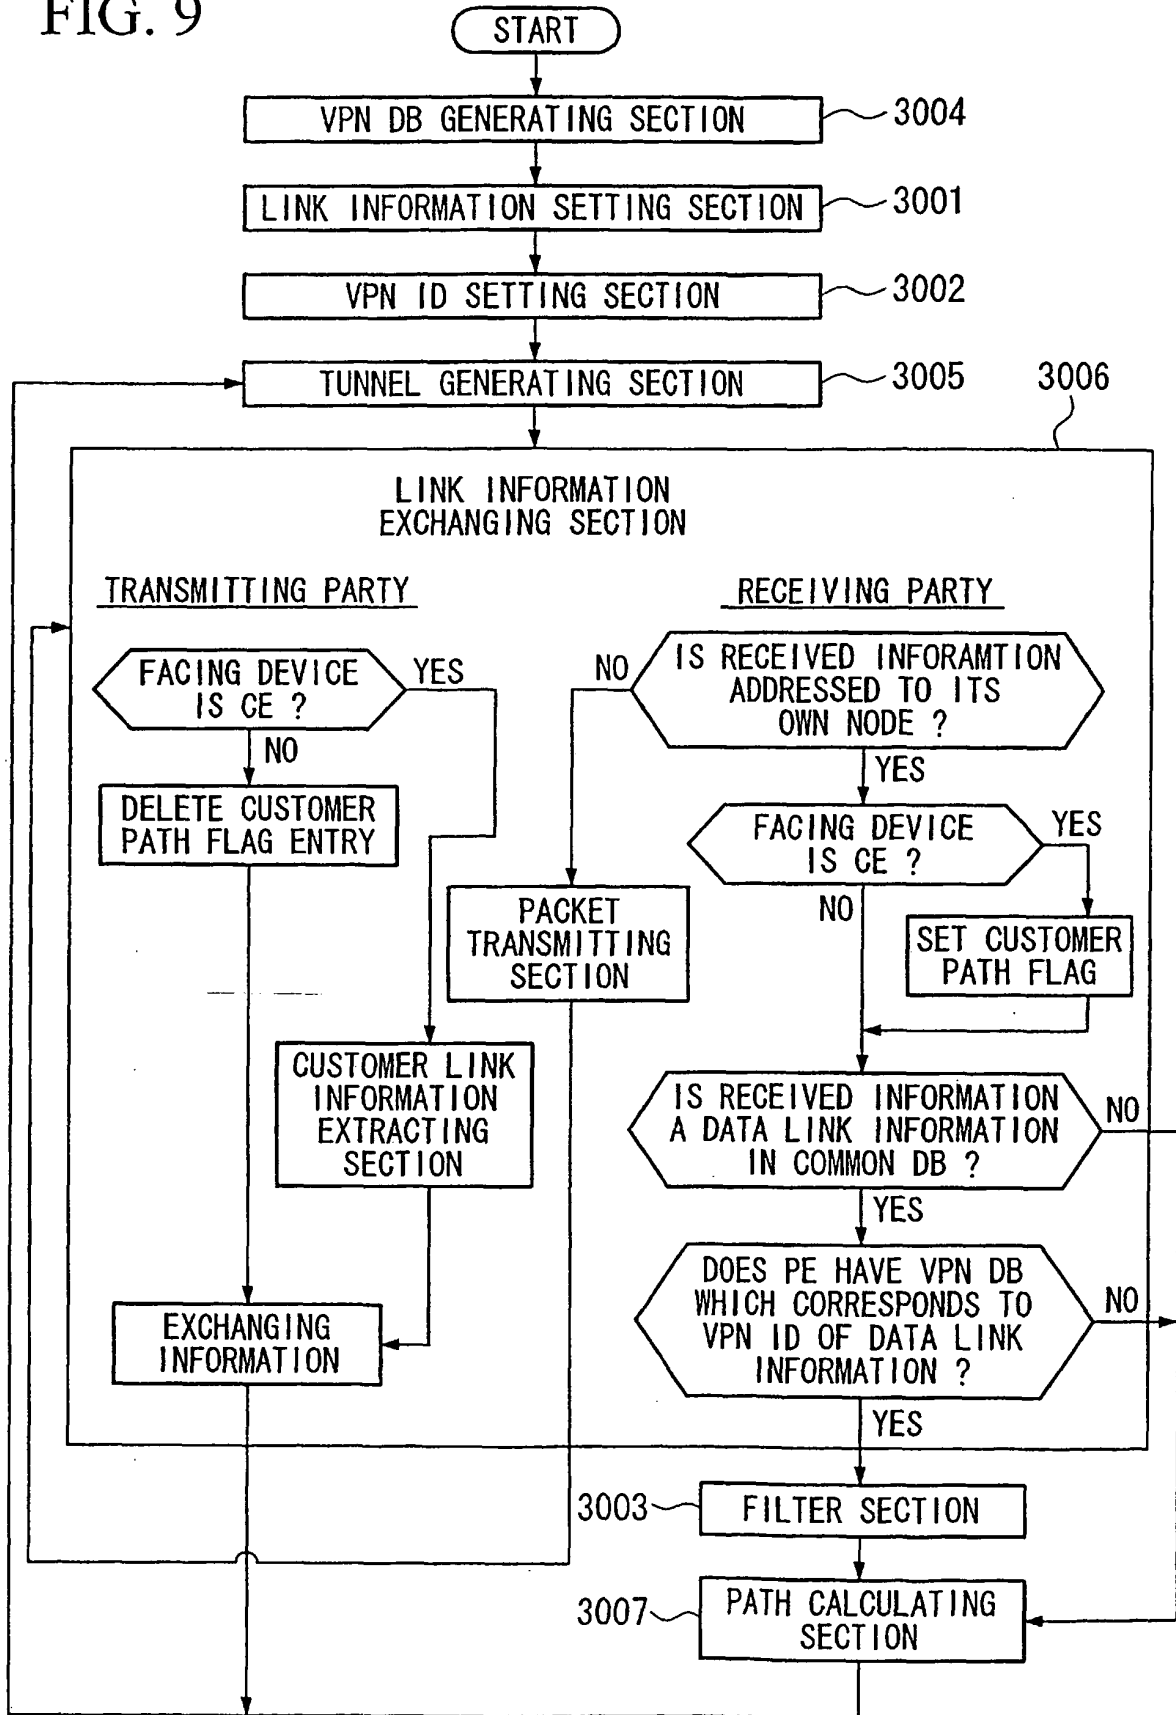 FIG. 9
START
VPN DB GENERATING SECTION
3004
LINK INFORMATION SETTING SECTION
3001
VPN ID SETTING SECTION
3002
TUNNEL GENERATING SECTION
3005
3006
LINK INFORMATION
EXCHANGING SECTION
TRANSMITTING PARTY
RECEIVING PARTY
FACING DEVICE
IS CE ?
YES
NO
DELETE CUSTOMER
PATH FLAG ENTRY
CUSTOMER LINK
INFORMATION
EXTRACTING
SECTION
EXCHANGING
INFORMATION
IS RECEIVED INFORAMTION
ADDRESSED TO ITS
OWN NODE ?
NO
YES
PACKET
TRANSMITTING
SECTION
FACING DEVICE
IS CE ?
YES
NO
SET CUSTOMER
PATH FLAG
IS RECEIVED INFORMATION
A DATA LINK INFORMATION
IN COMMON DB ?
NO
YES
DOES PE HAVE VPN DB
WHICH CORRESPONDS TO
VPN ID OF DATA LINK
INFORMATION ?
NO
YES
3003
FILTER SECTION
3007
PATH CALCULATING
SECTION